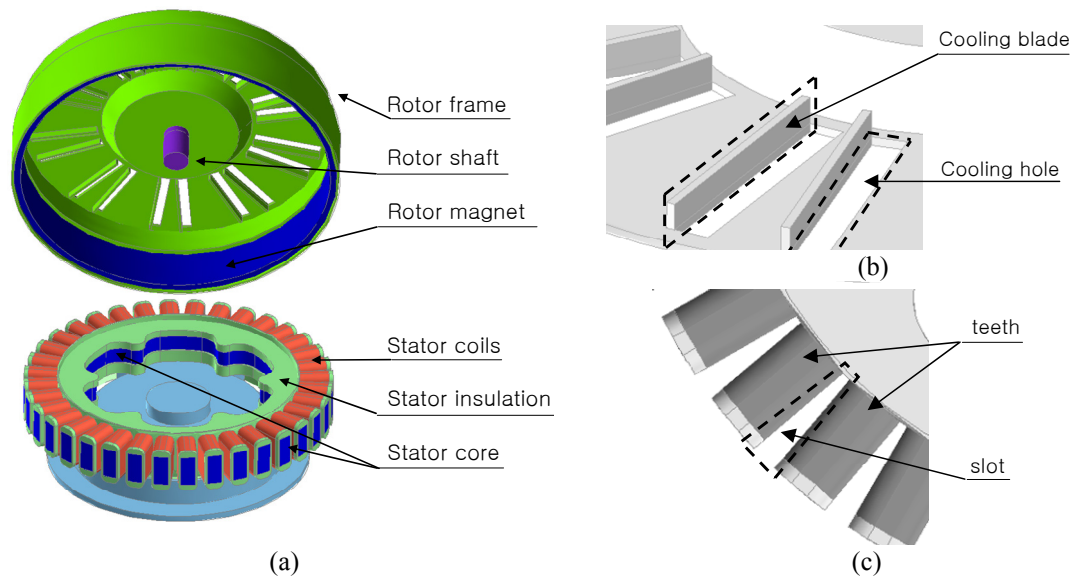 Rotor frame
Rotor shaft
Rotor magnet
Stator coils
Stator insulation
Stator core
(a)
Cooling blade
Cooling hole
(b)
teeth
slot
(c)